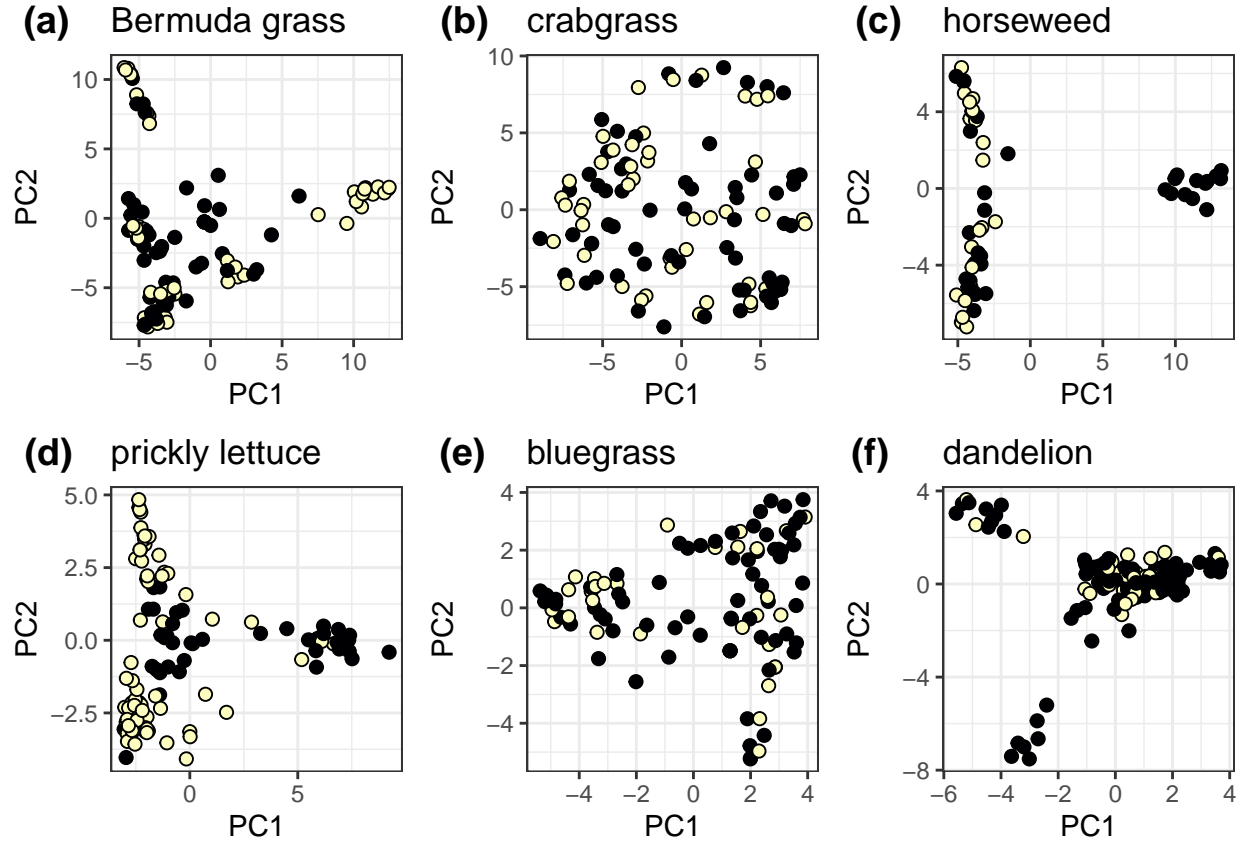 (a) Bermuda grass
10
5
0
−5
PC2
−5 0 5 10
PC1
(b) crabgrass
10
5
0
−5
PC2
−5 0 5
PC1
(c) horseweed
4
0
−4
PC2
−5 0 5 10
PC1
(d) prickly lettuce
5.0
2.5
0.0
−2.5
PC2
0 5
PC1
(e) bluegrass
4
2
0
−2
−4
PC2
−4 −2 0 2 4
PC1
(f) dandelion
4
0
−4
−8
PC2
−6 −4 −2 0 2 4
PC1